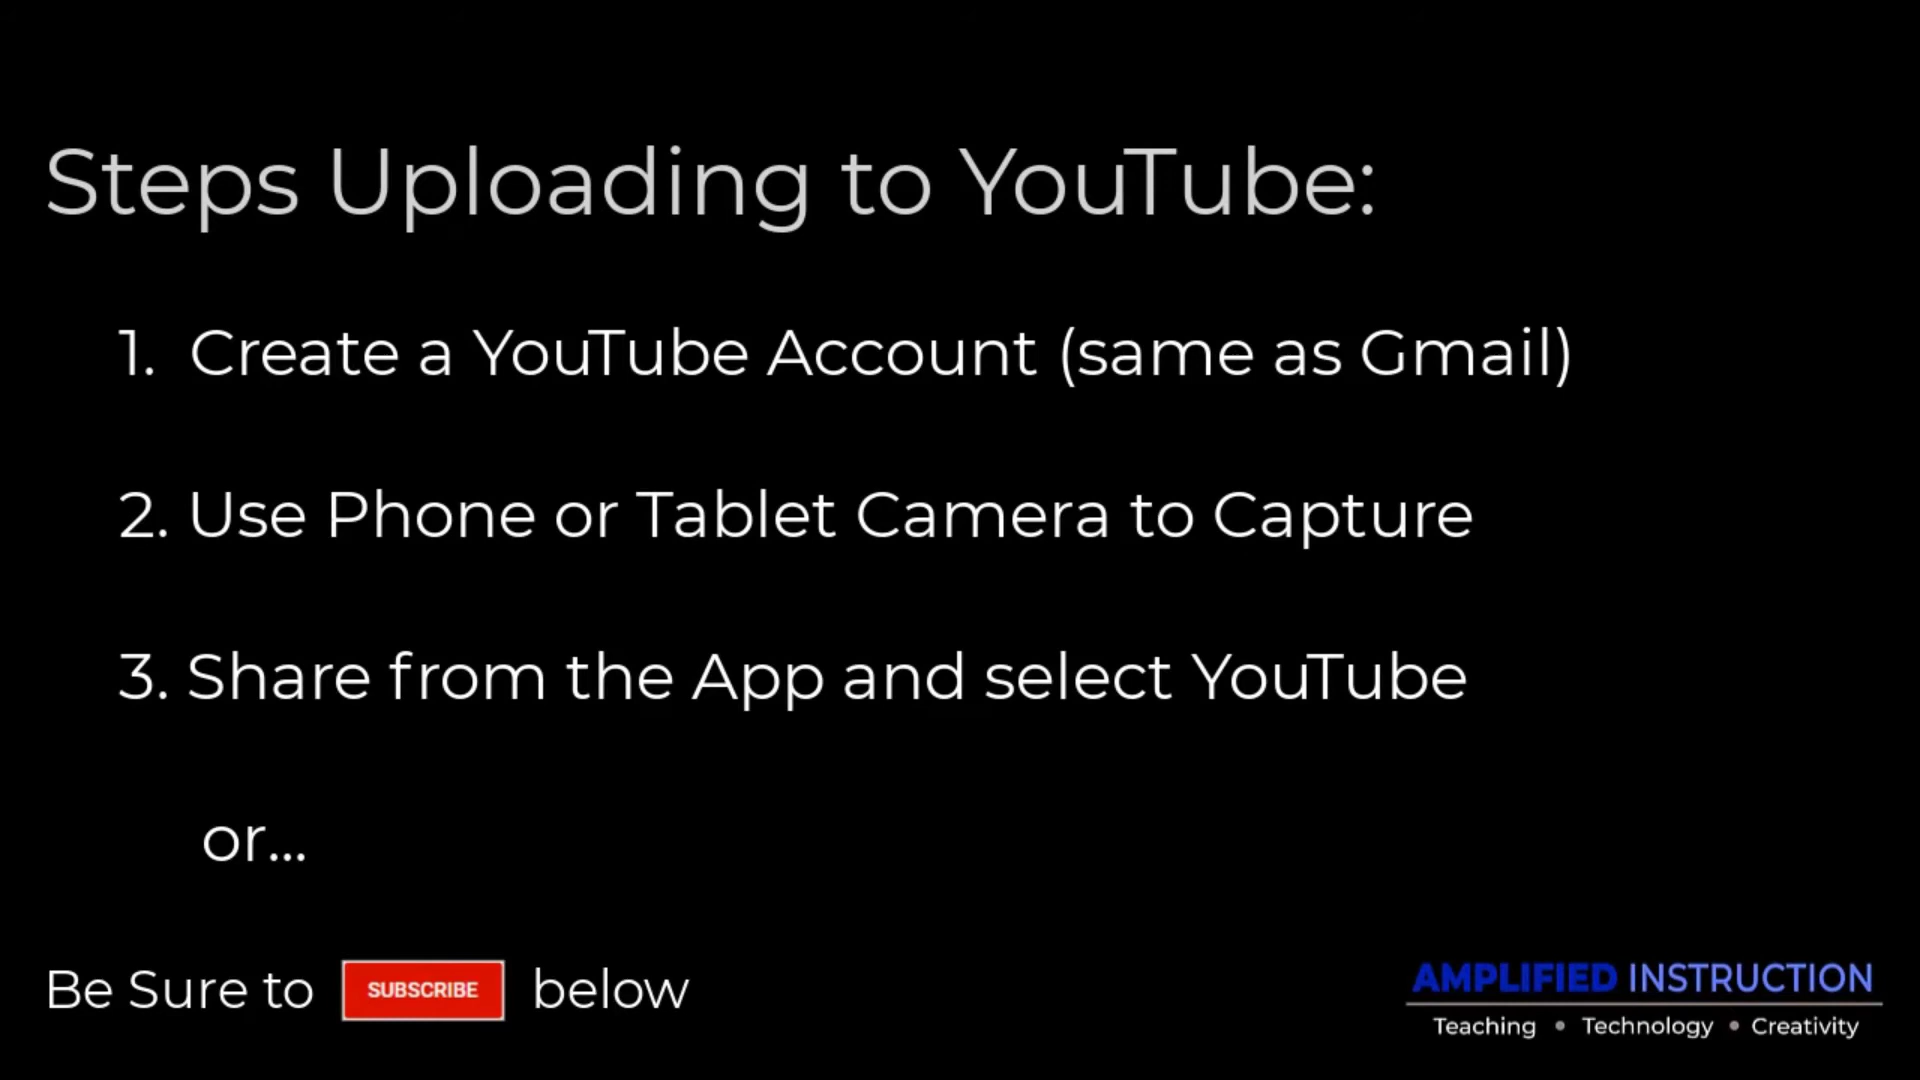 Steps Uploading to YouTube:
1. Create a YouTube Account (same as Gmail)
2. Use Phone or Tablet Camera to Capture
3. Share from the App and select YouTube
or...
Be Sure to SUBSCRIBE below
AMPLIFIED INSTRUCTION
Teaching • Technology • Creativity